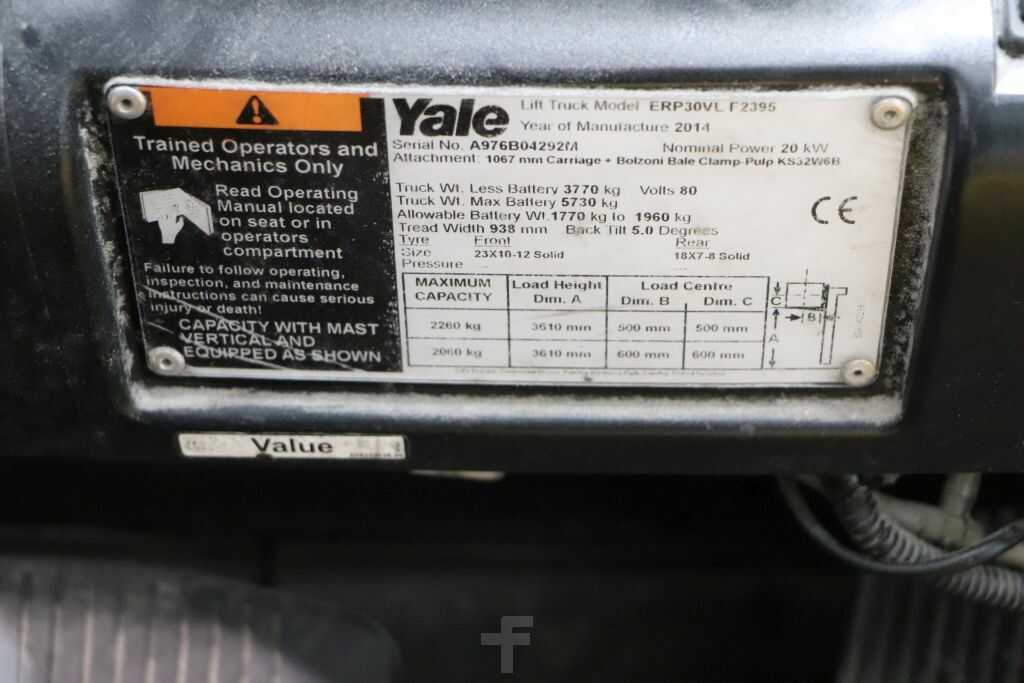 Trained Operators and
Mechanics Only
Read Operating
Manual located
on seat or in
operators
compartment
Failure to follow operating,
inspection, and maintenance
instructions can cause serious
injury or death!
CAPACITY WITH MAST
VERTICAL AND
EQUIPPED AS SHOWN
Yale Lift Truck Model ERP30VL F2395
Year of Manufacture 2014
Serial No. A976B04292M Nominal Power 20 kW
Attachment: 1067 mm Carriage + Bolzoni Bale Clamp-Pulp KS32W6B
Truck Wt. Less Battery 3770 kg Volts 80
Truck Wt. Max Battery 5730 kg
Allowable Battery Wt. 1770 kg to 1960 kg
Tread Width 938 mm Back Tilt 5.0 Degrees
CE
Tyre Front Rear
Size 23X10-12 Solid 18X7-8 Solid
Pressure
MAXIMUM CAPACITY Load Height Dim. A Load Centre Dim. B Dim. C
2260 kg 3610 mm 500 mm 500 mm
2060 kg 3610 mm 600 mm 600 mm
C
B
A
Value